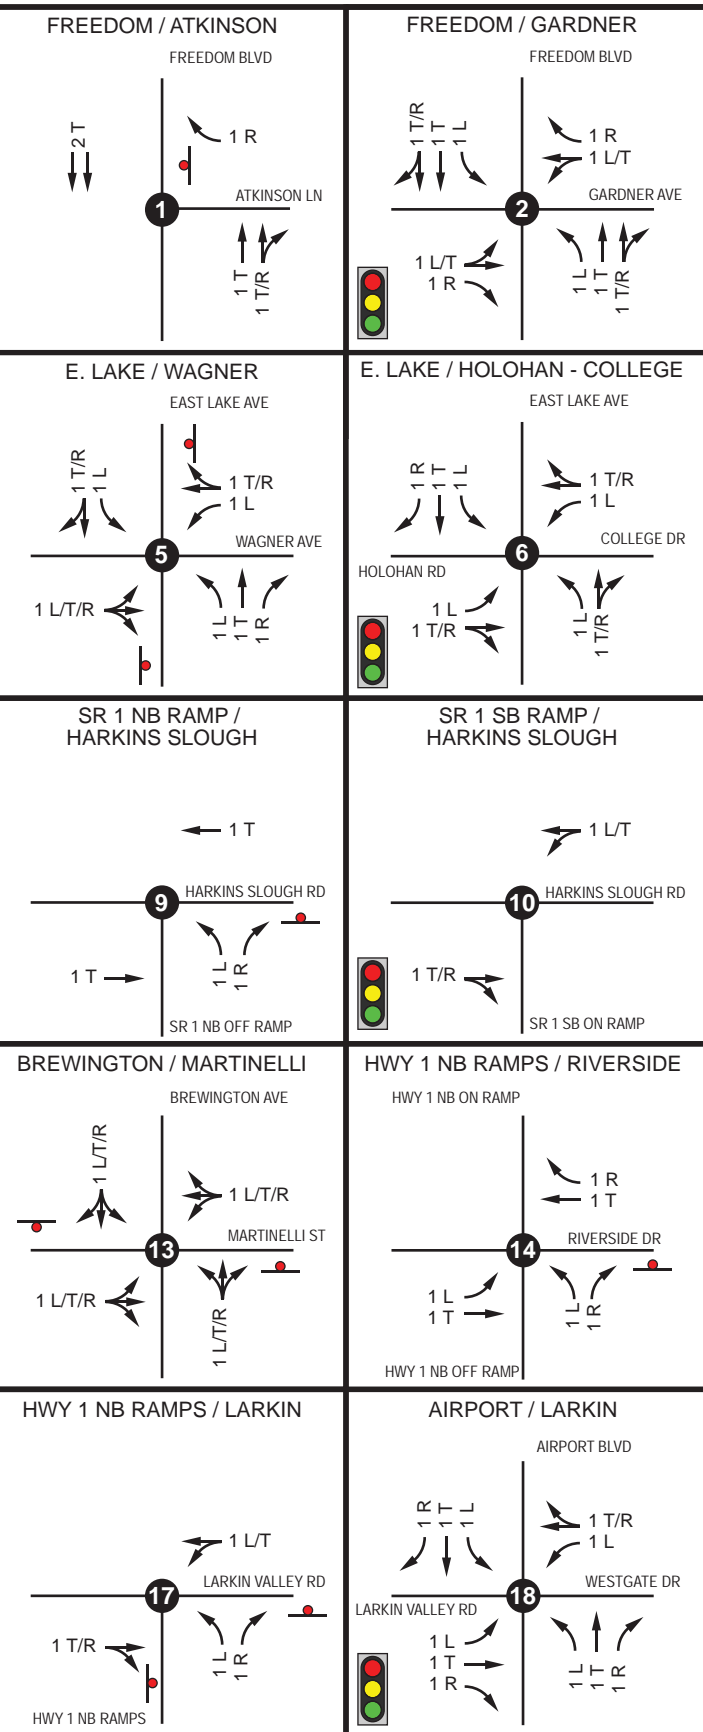 FREEDOM / ATKINSON
FREEDOM BLVD
2 T
1 R
ATKINSON LN
1
1 T
1 T/R
FREEDOM / GARDNER
FREEDOM BLVD
1 T/R
1 T
1 L
1 R
1 L/T
GARDNER AVE
2
1 L/T
1 R
1 L
1 T
1 T/R
E. LAKE / WAGNER
EAST LAKE AVE
1 T/R
1 L
1 T/R
1 L
WAGNER AVE
5
1 L/T/R
1 L
1 T
1 R
E. LAKE / HOLOHAN - COLLEGE
EAST LAKE AVE
1 R
1 T
1 L
1 T/R
1 L
COLLEGE DR
6
HOLOHAN RD
1 L
1 T/R
1 L
1 T/R
SR 1 NB RAMP /
HARKINS SLOUGH
1 T
HARKINS SLOUGH RD
9
1 T
1 L
1 R
SR 1 NB OFF RAMP
SR 1 SB RAMP /
HARKINS SLOUGH
1 L/T
HARKINS SLOUGH RD
10
1 T/R
SR 1 SB ON RAMP
BREWINGTON / MARTINELLI
BREWINGTON AVE
1 L/T/R
1 L/T/R
MARTINELLI ST
13
1 L/T/R
1 L/T/R
HWY 1 NB RAMPS / RIVERSIDE
HWY 1 NB ON RAMP
1 R
1 T
RIVERSIDE DR
14
1 L
1 T
1 L
1 R
HWY 1 NB OFF RAMP
HWY 1 NB RAMPS / LARKIN
1 L/T
LARKIN VALLEY RD
17
1 T/R
1 L
1 R
HWY 1 NB RAMPS
AIRPORT / LARKIN
AIRPORT BLVD
1 R
1 T
1 L
1 T/R
1 L
WESTGATE DR
18
LARKIN VALLEY RD
1 L
1 T
1 R
1 L
1 T
1 R